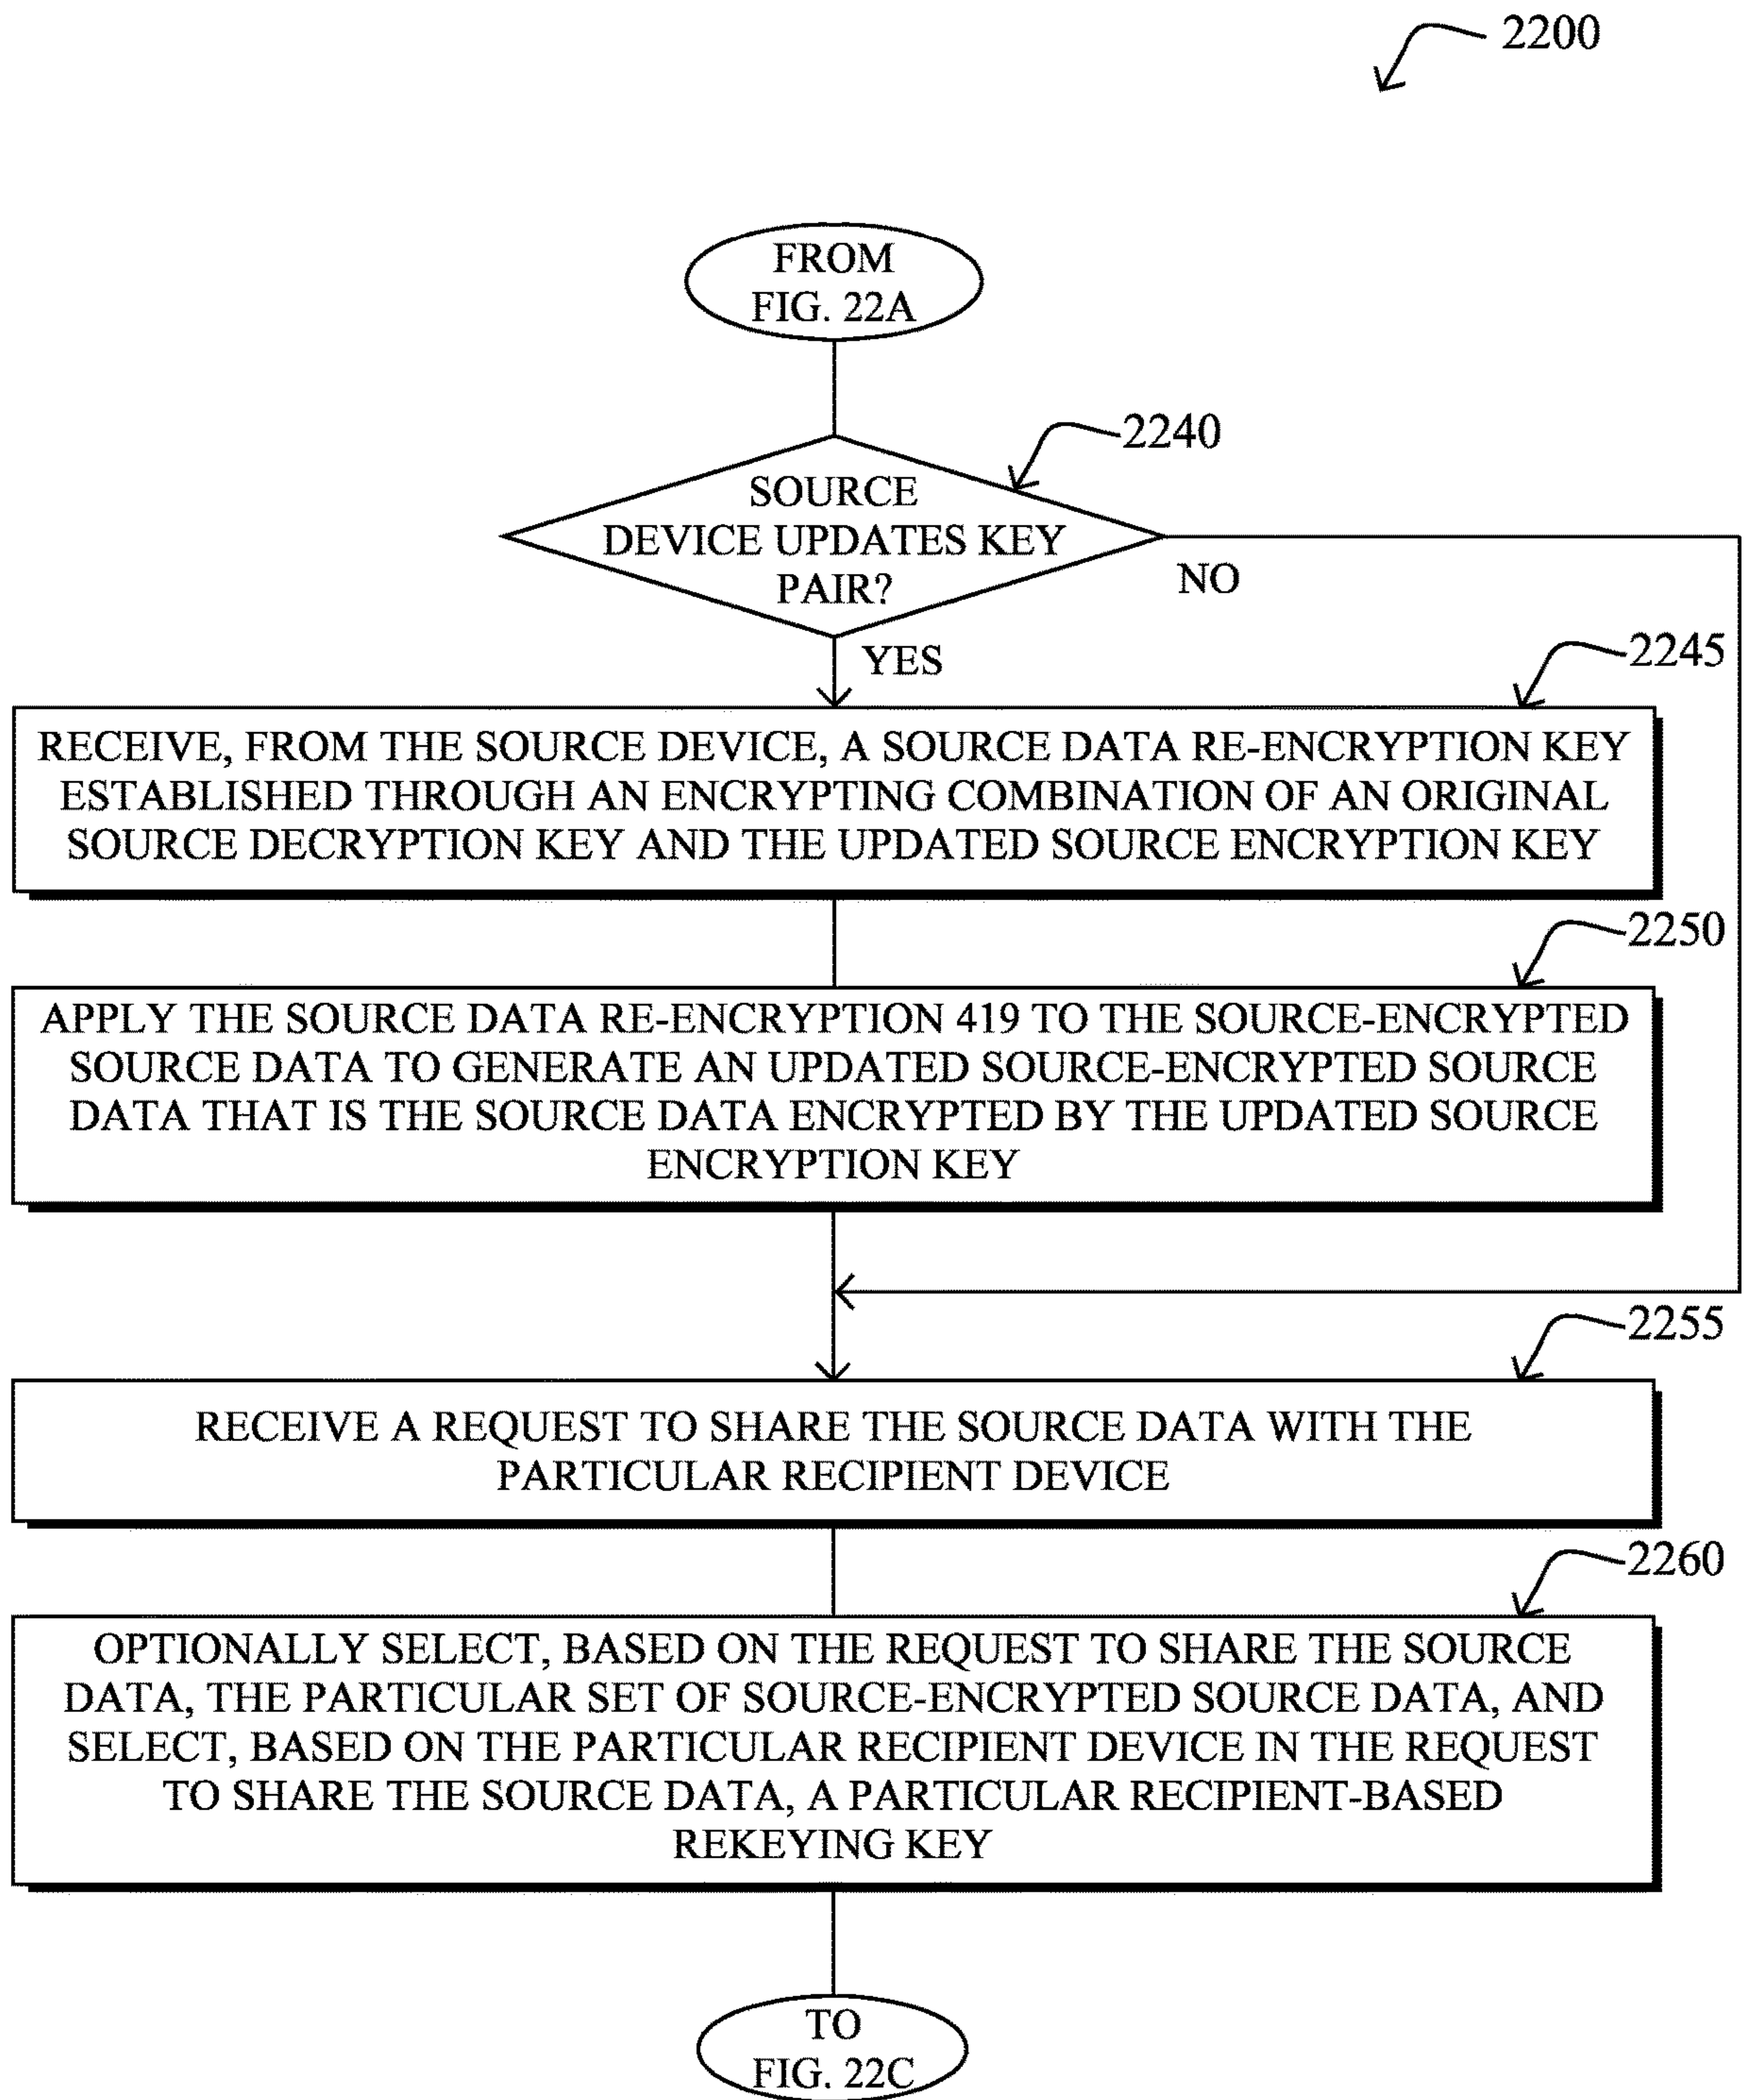 2200
FROM
FIG. 22A
2240
SOURCE
DEVICE UPDATES KEY
PAIR?
NO
YES
2245
RECEIVE, FROM THE SOURCE DEVICE, A SOURCE DATA RE-ENCRYPTION KEY
ESTABLISHED THROUGH AN ENCRYPTING COMBINATION OF AN ORIGINAL
SOURCE DECRYPTION KEY AND THE UPDATED SOURCE ENCRYPTION KEY
2250
APPLY THE SOURCE DATA RE-ENCRYPTION 419 TO THE SOURCE-ENCRYPTED
SOURCE DATA TO GENERATE AN UPDATED SOURCE-ENCRYPTED SOURCE
DATA THAT IS THE SOURCE DATA ENCRYPTED BY THE UPDATED SOURCE
ENCRYPTION KEY
2255
RECEIVE A REQUEST TO SHARE THE SOURCE DATA WITH THE
PARTICULAR RECIPIENT DEVICE
2260
OPTIONALLY SELECT, BASED ON THE REQUEST TO SHARE THE SOURCE
DATA, THE PARTICULAR SET OF SOURCE-ENCRYPTED SOURCE DATA, AND
SELECT, BASED ON THE PARTICULAR RECIPIENT DEVICE IN THE REQUEST
TO SHARE THE SOURCE DATA, A PARTICULAR RECIPIENT-BASED
REKEYING KEY
TO
FIG. 22C